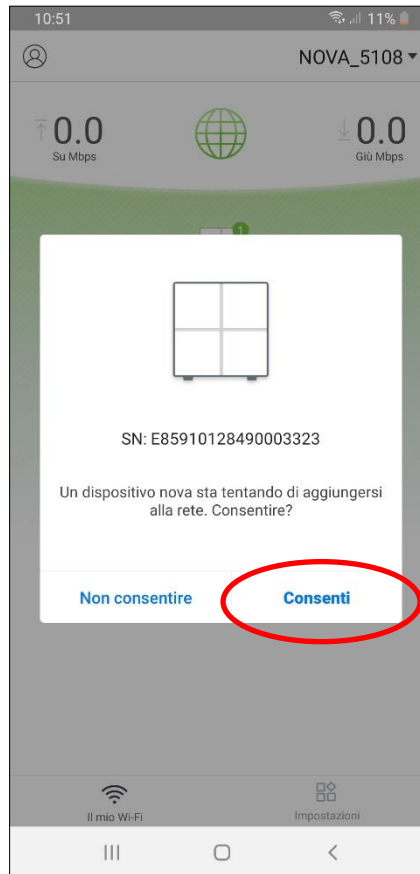 10:51 11%
NOVA_5108
0.0 0.0
Su Mbps Giù Mbps
1
SN: E85910128490003323
Un dispositivo nova sta tentando di aggiungersi
alla rete. Consentire?
Non consentire Consenti
Il mio Wi-Fi Impostazioni